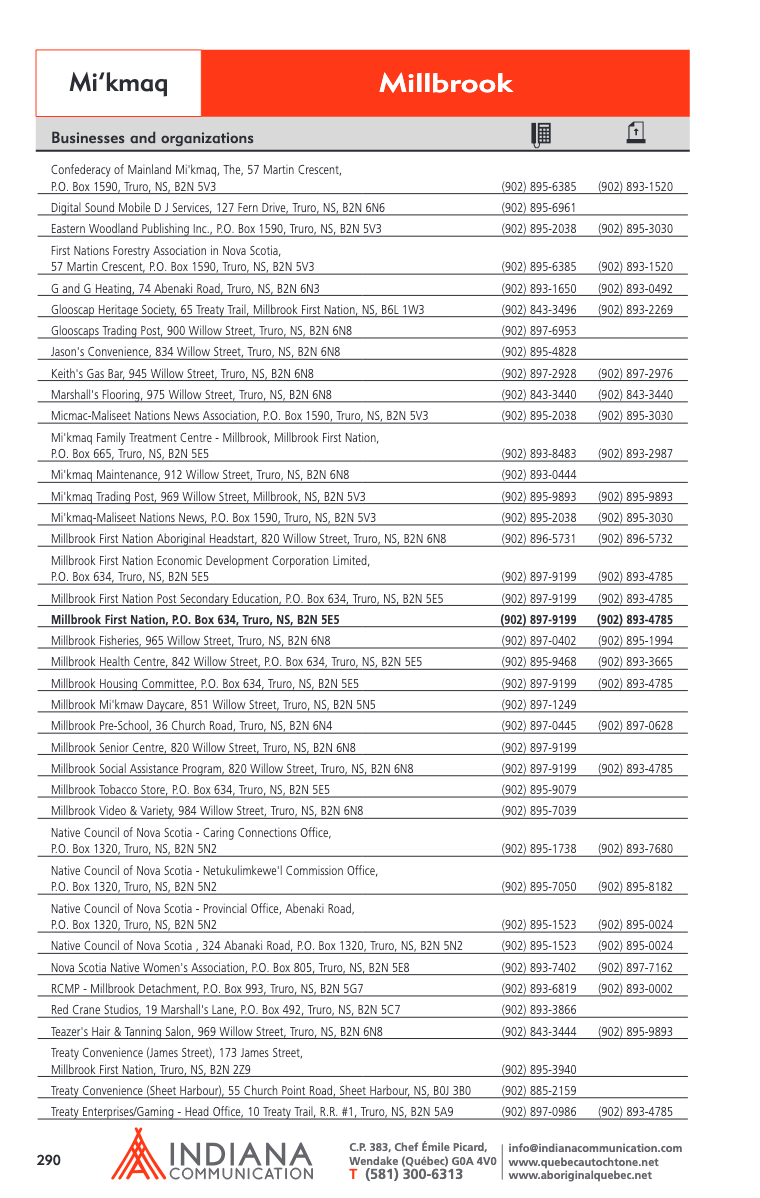 Mi‘kmaq
Millbrook
Businesses and organizations
Confederacy of Mainland Mi'kmaq, The, 57 Martin Crescent,
P.O. Box 1590, Truro, NS, B2N 5V3 (902) 895-6385 (902) 893-1520
Digital Sound Mobile D J Services, 127 Fern Drive, Truro, NS, B2N 6N6 (902) 895-6961
Eastern Woodland Publishing Inc., P.O. Box 1590, Truro, NS, B2N 5V3 (902) 895-2038 (902) 895-3030
First Nations Forestry Association in Nova Scotia,
57 Martin Crescent, P.O. Box 1590, Truro, NS, B2N 5V3 (902) 895-6385 (902) 893-1520
G and G Heating, 74 Abenaki Road, Truro, NS, B2N 6N3 (902) 893-1650 (902) 893-0492
Glooscap Heritage Society, 65 Treaty Trail, Millbrook First Nation, NS, B6L 1W3 (902) 843-3496 (902) 893-2269
Glooscaps Trading Post, 900 Willow Street, Truro, NS, B2N 6N8 (902) 897-6953
Jason's Convenience, 834 Willow Street, Truro, NS, B2N 6N8 (902) 895-4828
Keith's Gas Bar, 945 Willow Street, Truro, NS, B2N 6N8 (902) 897-2928 (902) 897-2976
Marshall's Flooring, 975 Willow Street, Truro, NS, B2N 6N8 (902) 843-3440 (902) 843-3440
Micmac-Maliseet Nations News Association, P.O. Box 1590, Truro, NS, B2N 5V3 (902) 895-2038 (902) 895-3030
Mi'kmaq Family Treatment Centre - Millbrook, Millbrook First Nation,
P.O. Box 665, Truro, NS, B2N 5E5 (902) 893-8483 (902) 893-2987
Mi'kmaq Maintenance, 912 Willow Street, Truro, NS, B2N 6N8 (902) 893-0444
Mi'kmaq Trading Post, 969 Willow Street, Millbrook, NS, B2N 5V3 (902) 895-9893 (902) 895-9893
Mi'kmaq-Maliseet Nations News, P.O. Box 1590, Truro, NS, B2N 5V3 (902) 895-2038 (902) 895-3030
Millbrook First Nation Aboriginal Headstart, 820 Willow Street, Truro, NS, B2N 6N8 (902) 896-5731 (902) 896-5732
Millbrook First Nation Economic Development Corporation Limited,
P.O. Box 634, Truro, NS, B2N 5E5 (902) 897-9199 (902) 893-4785
Millbrook First Nation Post Secondary Education, P.O. Box 634, Truro, NS, B2N 5E5 (902) 897-9199 (902) 893-4785
Millbrook First Nation, P.O. Box 634, Truro, NS, B2N 5E5 (902) 897-9199 (902) 893-4785
Millbrook Fisheries, 965 Willow Street, Truro, NS, B2N 6N8 (902) 897-0402 (902) 895-1994
Millbrook Health Centre, 842 Willow Street, P.O. Box 634, Truro, NS, B2N 5E5 (902) 895-9468 (902) 893-3665
Millbrook Housing Committee, P.O. Box 634, Truro, NS, B2N 5E5 (902) 897-9199 (902) 893-4785
Millbrook Mi'kmaw Daycare, 851 Willow Street, Truro, NS, B2N 5N5 (902) 897-1249
Millbrook Pre-School, 36 Church Road, Truro, NS, B2N 6N4 (902) 897-0445 (902) 897-0628
Millbrook Senior Centre, 820 Willow Street, Truro, NS, B2N 6N8 (902) 897-9199
Millbrook Social Assistance Program, 820 Willow Street, Truro, NS, B2N 6N8 (902) 897-9199 (902) 893-4785
Millbrook Tobacco Store, P.O. Box 634, Truro, NS, B2N 5E5 (902) 895-9079
Millbrook Video & Variety, 984 Willow Street, Truro, NS, B2N 6N8 (902) 895-7039
Native Council of Nova Scotia - Caring Connections Office,
P.O. Box 1320, Truro, NS, B2N 5N2 (902) 895-1738 (902) 893-7680
Native Council of Nova Scotia - Netukulimkewe'l Commission Office,
P.O. Box 1320, Truro, NS, B2N 5N2 (902) 895-7050 (902) 895-8182
Native Council of Nova Scotia - Provincial Office, Abenaki Road,
P.O. Box 1320, Truro, NS, B2N 5N2 (902) 895-1523 (902) 895-0024
Native Council of Nova Scotia , 324 Abanaki Road, P.O. Box 1320, Truro, NS, B2N 5N2 (902) 895-1523 (902) 895-0024
Nova Scotia Native Women's Association, P.O. Box 805, Truro, NS, B2N 5E8 (902) 893-7402 (902) 897-7162
RCMP - Millbrook Detachment, P.O. Box 993, Truro, NS, B2N 5G7 (902) 893-6819 (902) 893-0002
Red Crane Studios, 19 Marshall's Lane, P.O. Box 492, Truro, NS, B2N 5C7 (902) 893-3866
Teazer's Hair & Tanning Salon, 969 Willow Street, Truro, NS, B2N 6N8 (902) 843-3444 (902) 895-9893
Treaty Convenience (James Street), 173 James Street,
Millbrook First Nation, Truro, NS, B2N 2Z9 (902) 895-3940
Treaty Convenience (Sheet Harbour), 55 Church Point Road, Sheet Harbour, NS, B0J 3B0 (902) 885-2159
Treaty Enterprises/Gaming - Head Office, 10 Treaty Trail, R.R. #1, Truro, NS, B2N 5A9 (902) 897-0986 (902) 893-4785
290
INDIANA
COMMUNICATION
C.P. 383, Chef Émile Picard,
Wendake (Québec) G0A 4V0
T (581) 300-6313
info@indianacommunication.com
www.quebecautochtone.net
www.aboriginalquebec.net